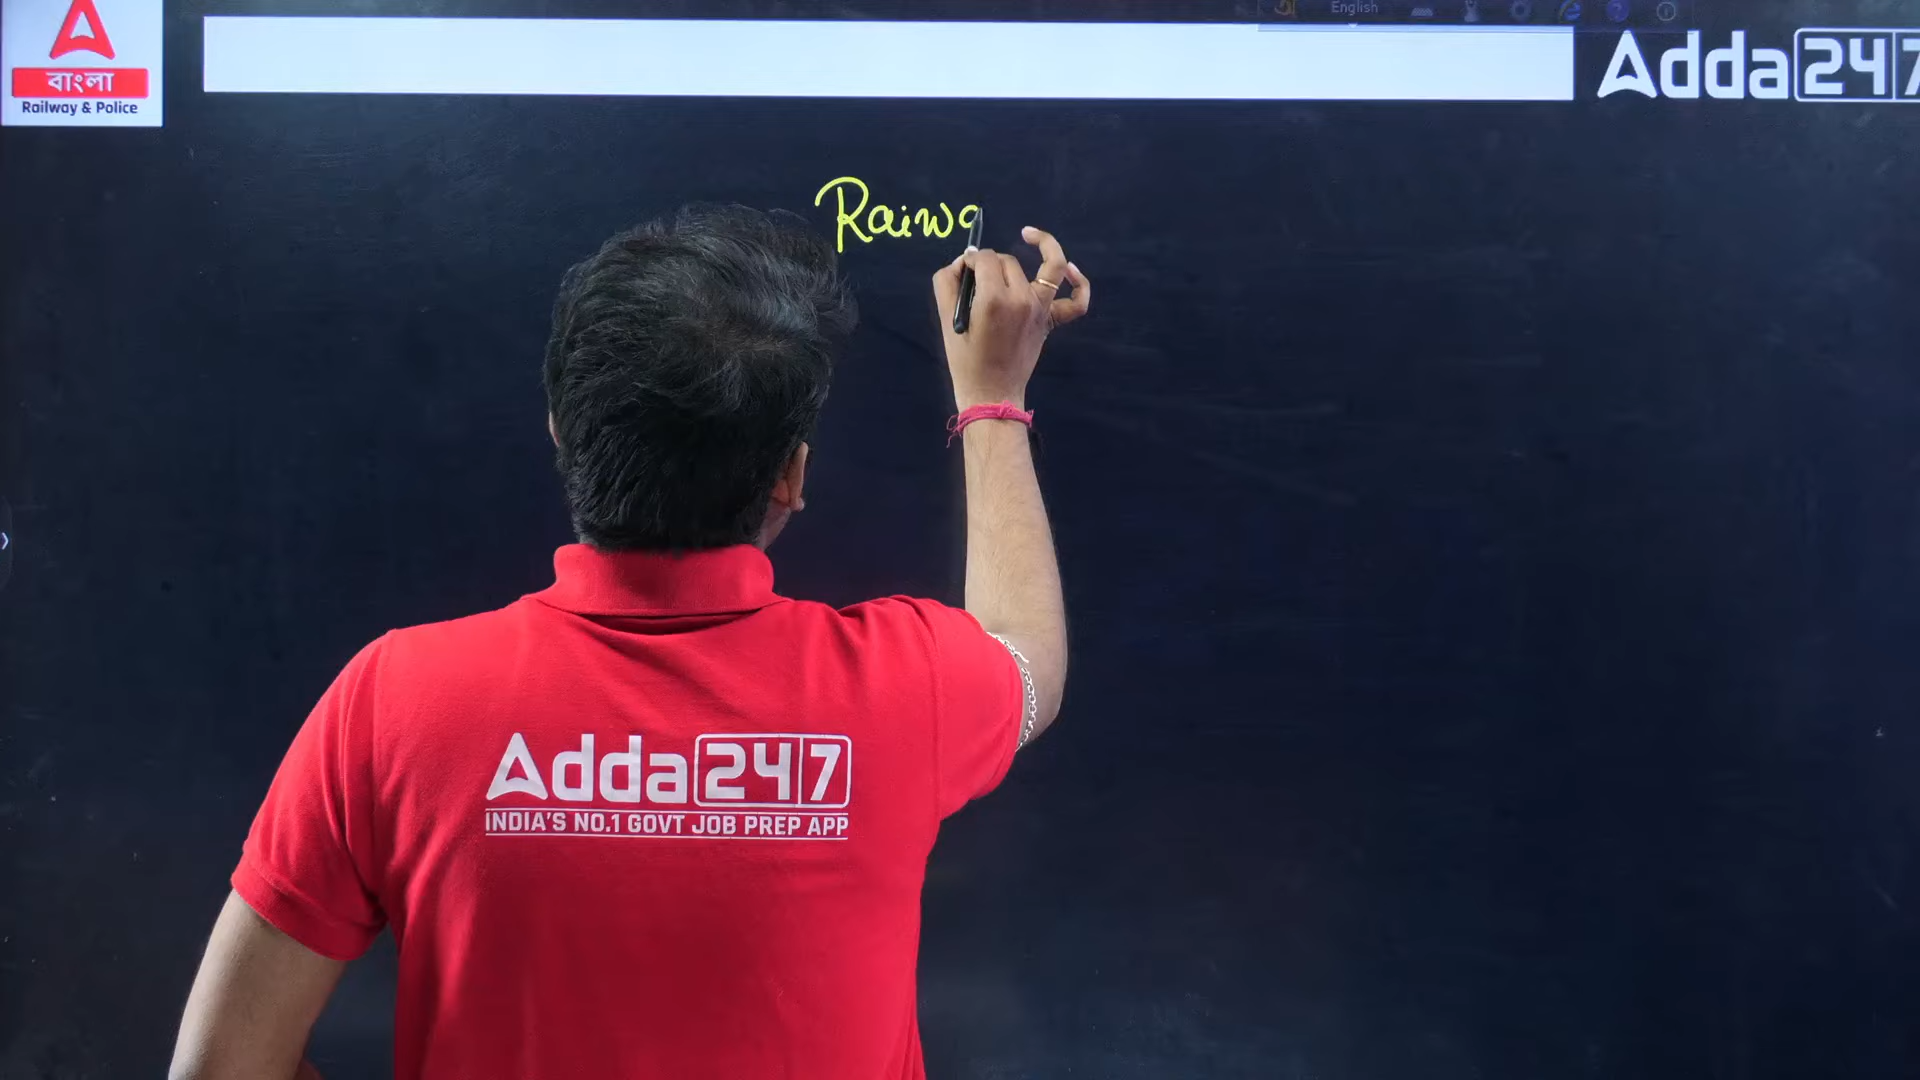 English
বাংলা
Railway & Police
Adda247
Raiwa
Adda247
INDIA'S NO.1 GOVT JOB PREP APP